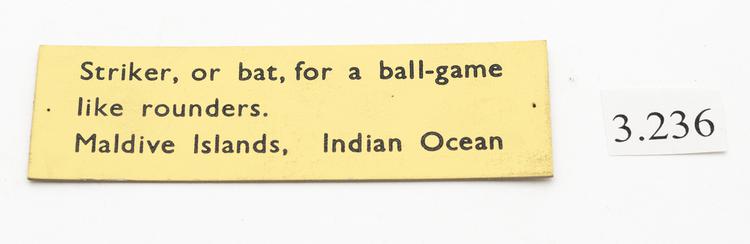 Striker, or bat, for a ball-game
like rounders.
Maldive Islands, Indian Ocean
3.236